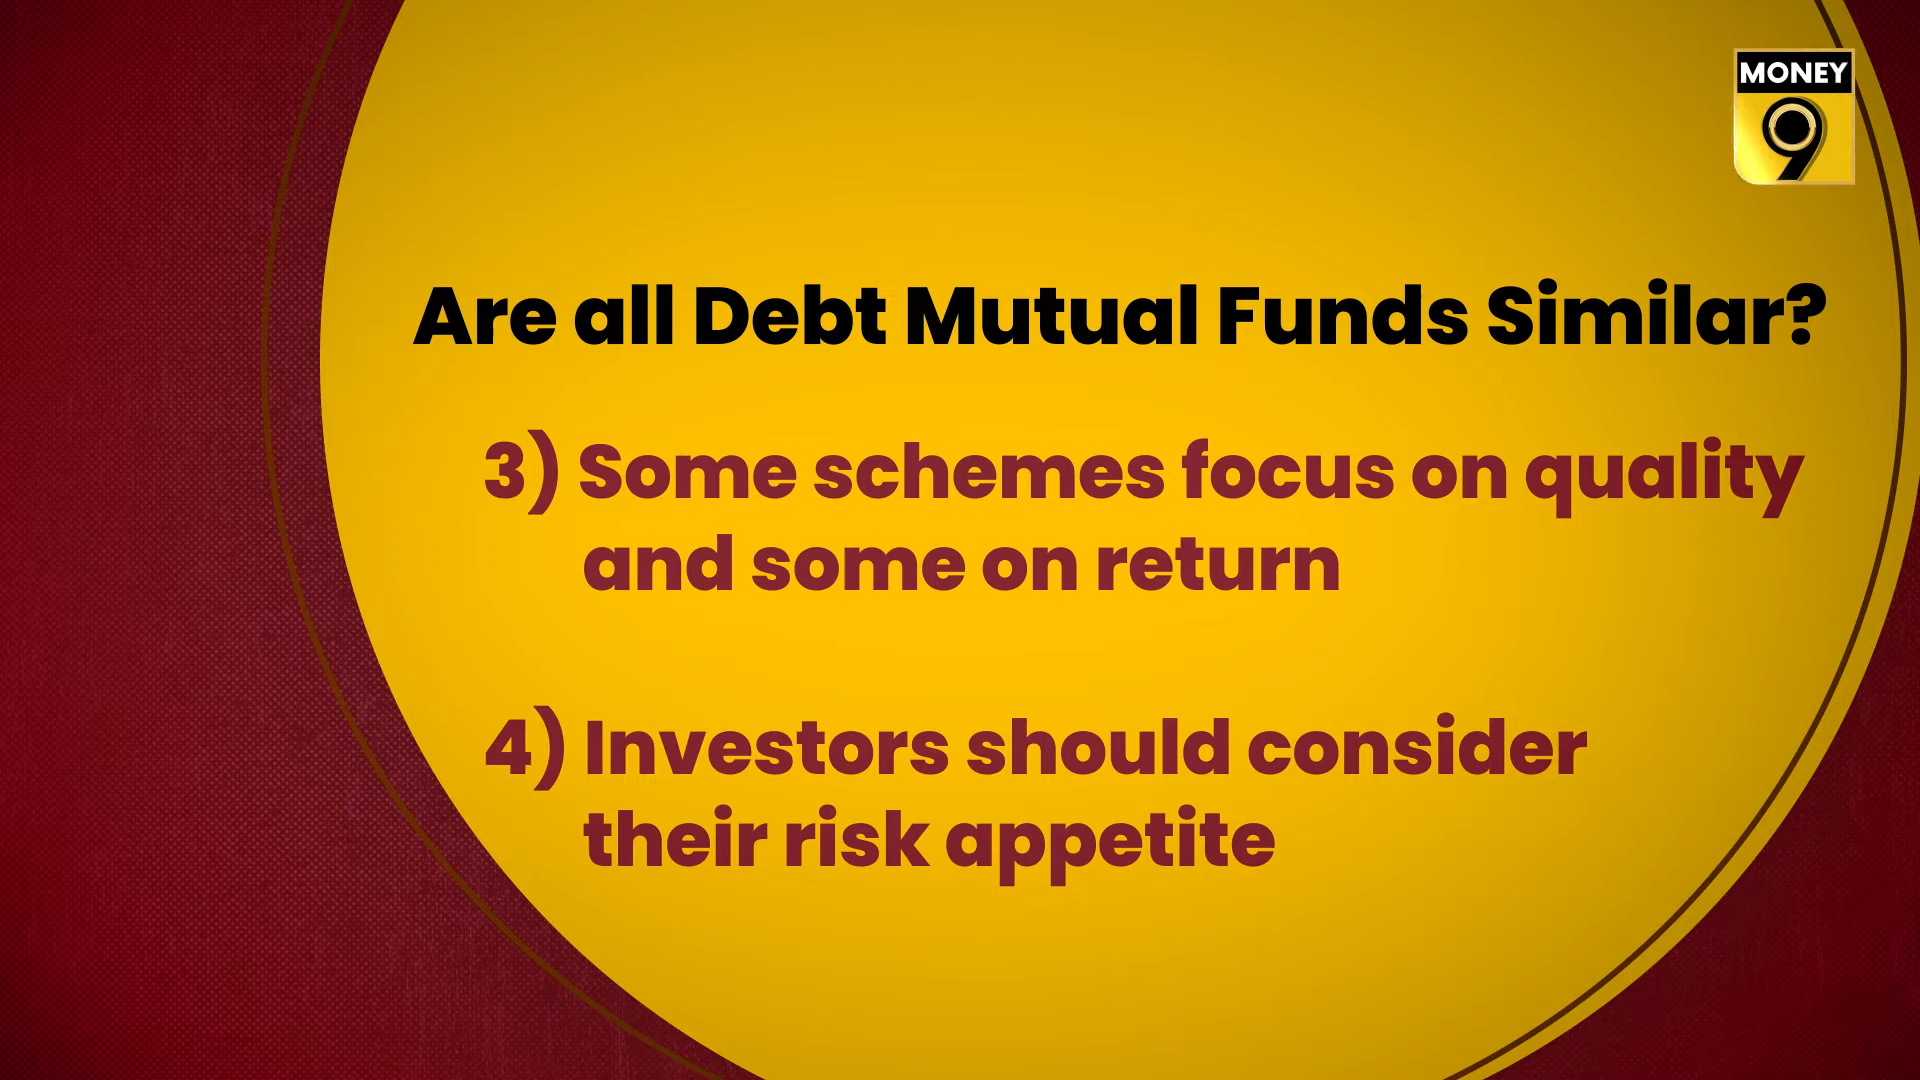 MONEY
9
Are all Debt Mutual Funds Similar?
3) Some schemes focus on quality
and some on return
4) Investors should consider
their risk appetite